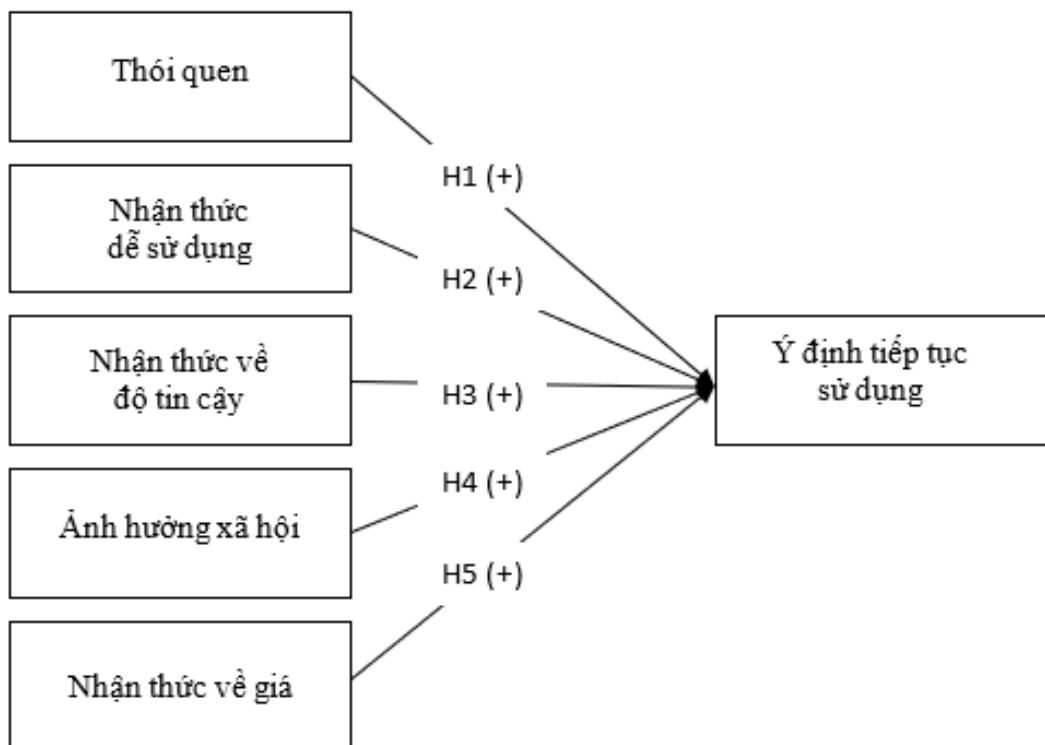 Thói quen
H1 (+)
Nhận thức
dễ sử dụng
H2 (+)
Nhận thức về
độ tin cậy
H3 (+)
Ý định tiếp tục
sử dụng
Ảnh hưởng xã hội
H4 (+)
H5 (+)
Nhận thức về giá